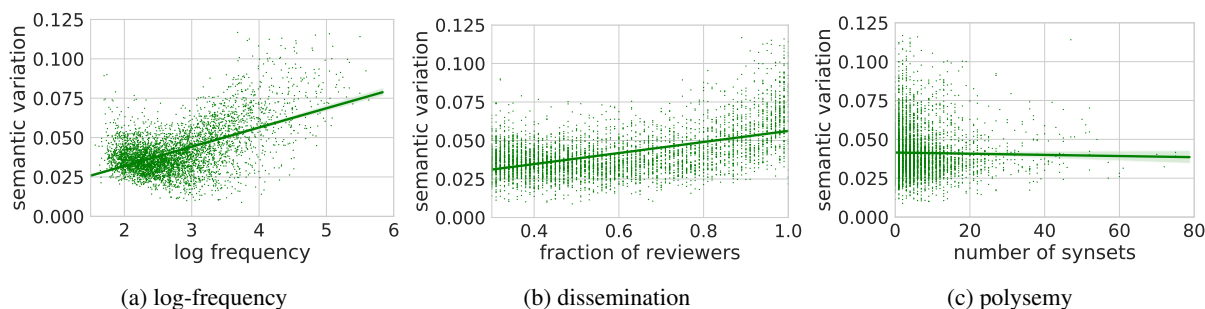 0.125
0.100
0.075
0.050
0.025
0.000
semantic variation
2 3 4 5 6
log frequency
(a) log-frequency
0.125
0.100
0.075
0.050
0.025
0.000
semantic variation
0.4 0.6 0.8 1.0
fraction of reviewers
(b) dissemination
0.125
0.100
0.075
0.050
0.025
0.000
semantic variation
0 20 40 60 80
number of synsets
(c) polysemy